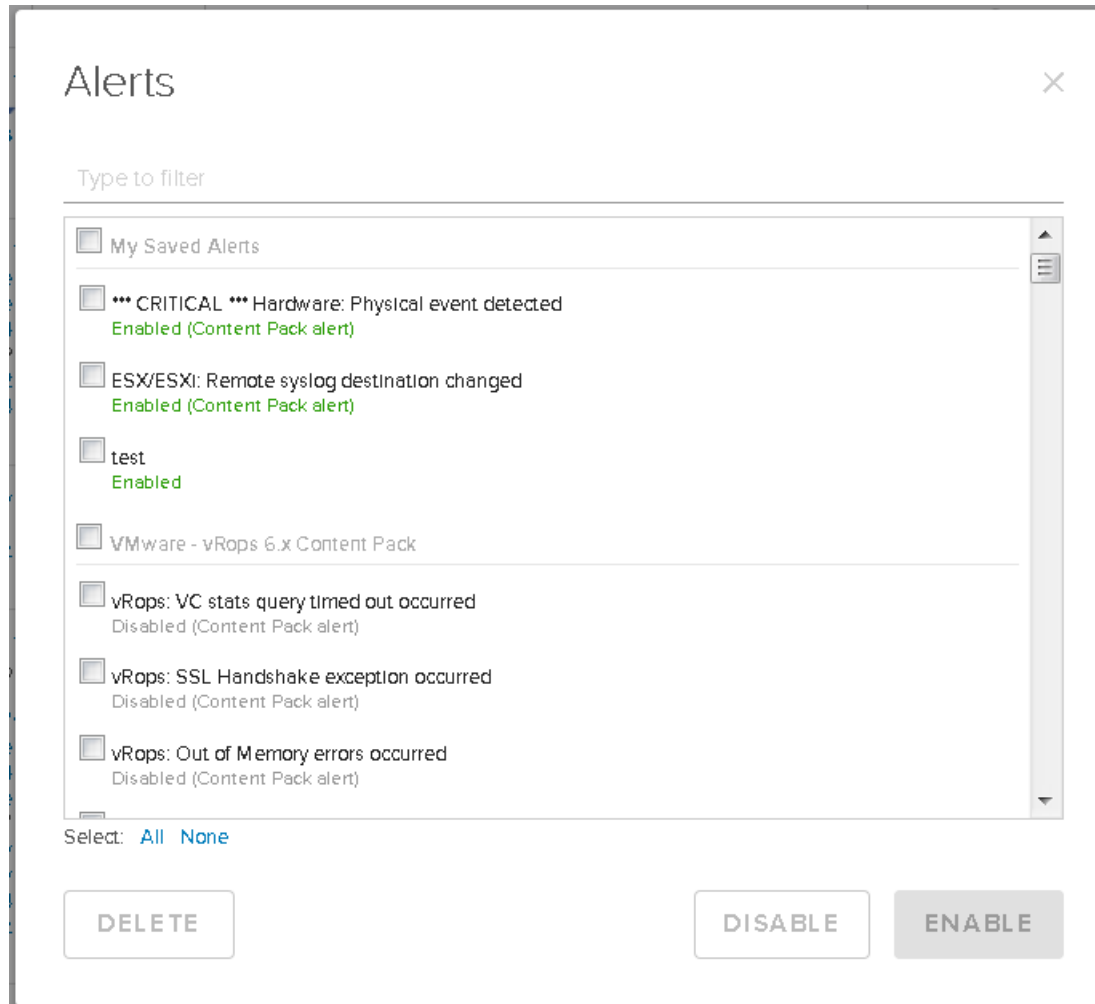 Alerts
Type to filter
My Saved Alerts
*** CRITICAL *** Hardware: Physical event detected
Enabled (Content Pack alert)
ESX/ESXi: Remote syslog destination changed
Enabled (Content Pack alert)
test
Enabled
VMware - vRops 6.x Content Pack
vRops: VC stats query timed out occurred
Disabled (Content Pack alert)
vRops: SSL Handshake exception occurred
Disabled (Content Pack alert)
vRops: Out of Memory errors occurred
Disabled (Content Pack alert)
Select: All None
DELETE DISABLE ENABLE